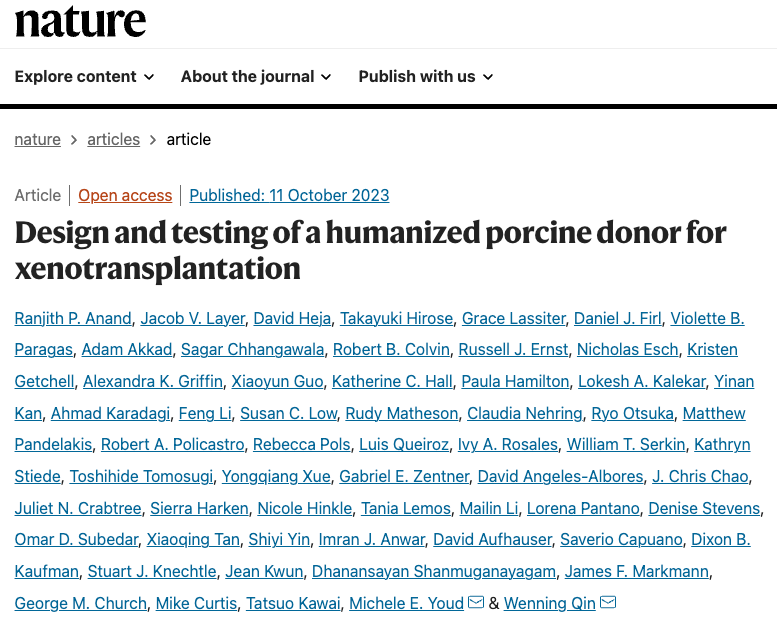 nature
Explore content About the journal Publish with us
nature > articles > article
Article | Open access | Published: 11 October 2023
Design and testing of a humanized porcine donor for
xenotransplantation
Ranjith P. Anand, Jacob V. Layer, David Heja, Takayuki Hirose, Grace Lassiter, Daniel J. Firl, Violette B.
Paragas, Adam Akkad, Sagar Chhangawala, Robert B. Colvin, Russell J. Ernst, Nicholas Esch, Kristen
Getchell, Alexandra K. Griffin, Xiaoyun Guo, Katherine C. Hall, Paula Hamilton, Lokesh A. Kalekar, Yinan
Kan, Ahmad Karadagi, Feng Li, Susan C. Low, Rudy Matheson, Claudia Nehring, Ryo Otsuka, Matthew
Pandelakis, Robert A. Policastro, Rebecca Pols, Luis Queiroz, Ivy A. Rosales, William T. Serkin, Kathryn
Stiede, Toshihide Tomosugi, Yongqiang Xue, Gabriel E. Zentner, David Angeles-Albores, J. Chris Chao,
Juliet N. Crabtree, Sierra Harken, Nicole Hinkle, Tania Lemos, Mailin Li, Lorena Pantano, Denise Stevens,
Omar D. Subedar, Xiaoqing Tan, Shiyi Yin, Imran J. Anwar, David Aufhauser, Saverio Capuano, Dixon B.
Kaufman, Stuart J. Knechtle, Jean Kwun, Dhanansayan Shanmuganayagam, James F. Markmann,
George M. Church, Mike Curtis, Tatsuo Kawai, Michele E. Youd & Wenning Qin